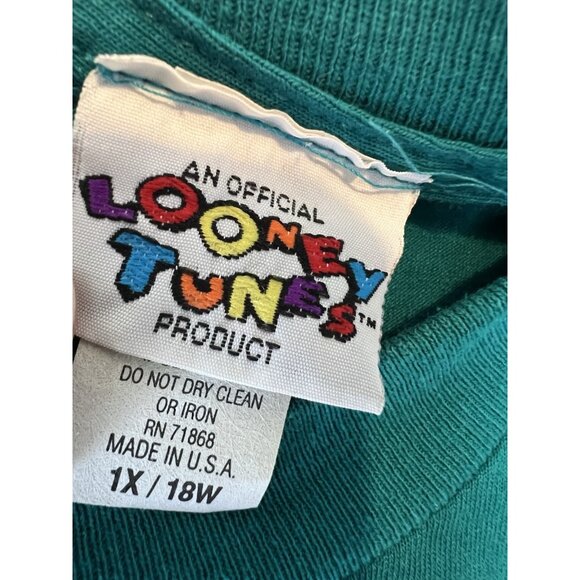 AN OFFICIAL
LOONEY
TUNES™
PRODUCT
DO NOT DRY CLEAN
OR IRON
RN 71868
MADE IN U.S.A.
1X / 18W